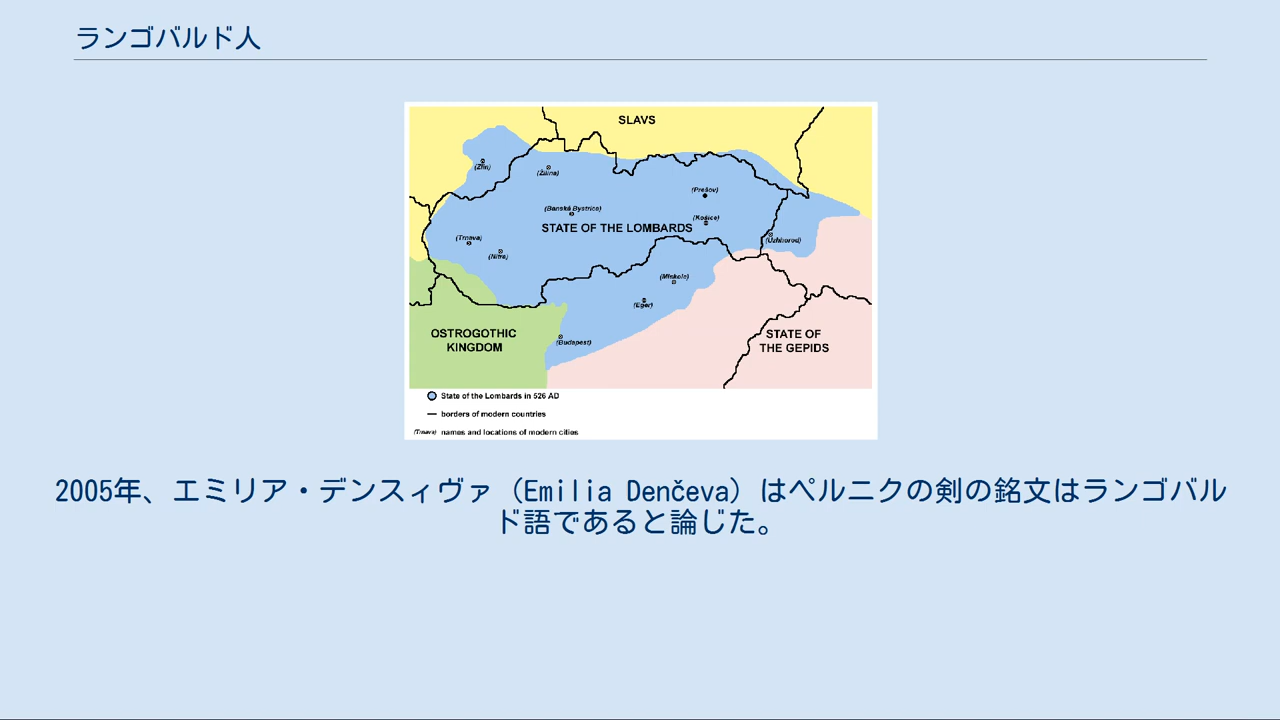 ランゴバルド人
SLAVS
(Zlín)
(Žilina)
(Prešov)
(Banská Bystrica)
(Košice)
STATE OF THE LOMBARDS
(Trnava)
(Uzhhorod)
(Nitra)
(Miskolc)
(Eger)
OSTROGOTHIC
KINGDOM
(Budapest)
STATE OF
THE GEPIDS
State of the Lombards in 526 AD
borders of modern countries
(Trnava) names and locations of modern cities
2005年、エミリア・デンスィヴァ（Emilia Denčeva）はペルニクの剣の銘文はランゴバル
ド語であると論じた。